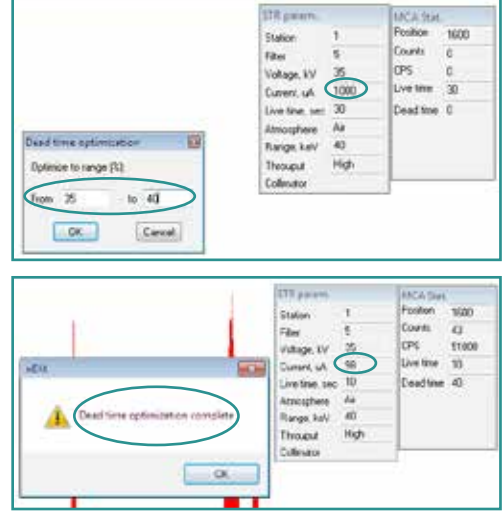 STR param.
Station 1
Filter 5
Voltage, kV 35
Current, uA 1000
Live time, sec 30
Atmosphere Air
Range, keV 40
Throuput High
Collimator
MCA Stat.
Position 1600
Counts 0
CPS 0
Live time 30
Dead time 0
Dead time optimization
Optimize to range (%):
From 35 to 40
OK Cancel
STR param.
Station 1
Filter 5
Voltage, kV 35
Current, uA 98
Live time, sec 10
Atmosphere Air
Range, keV 40
Throuput High
Collimator
MCA Stat.
Position 1600
Counts 43
CPS 51800
Live time 10
Dead time 40
Dead time optimization complete
OK